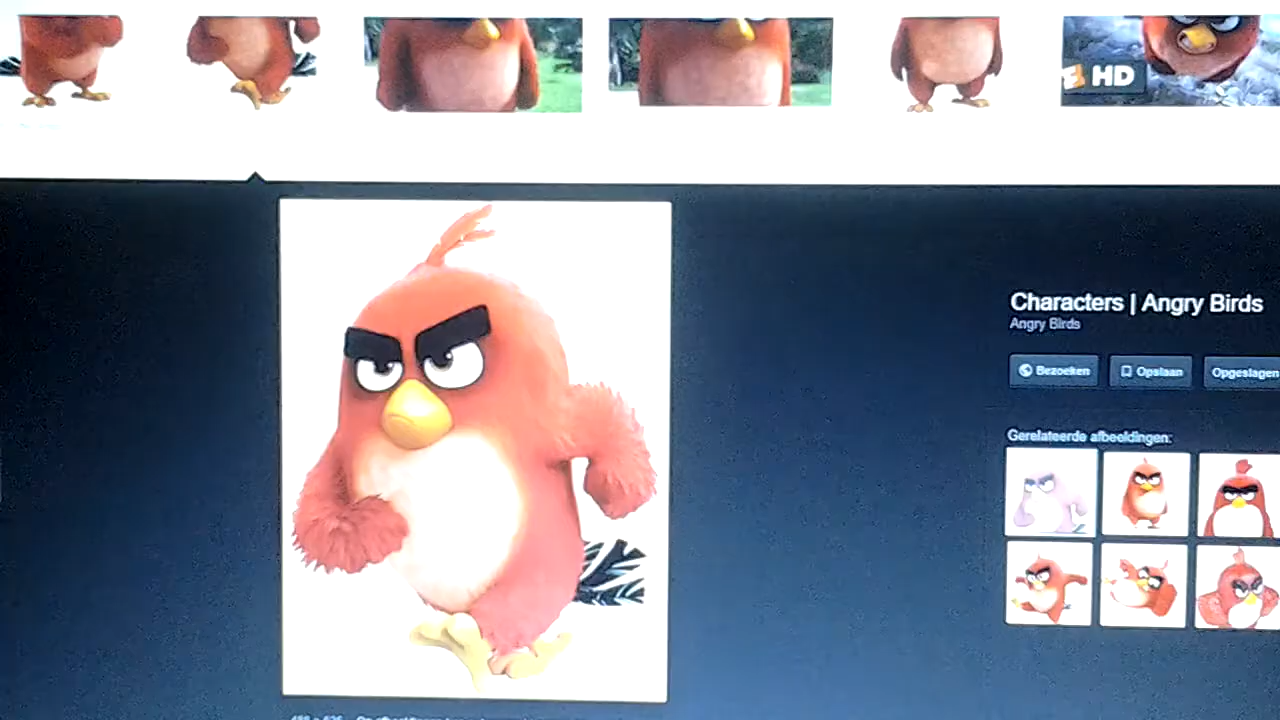 HD
Characters | Angry Birds
Angry Birds
Bezoeken
Opslaan
Opgeslagen
Gerelateerde afbeeldingen: